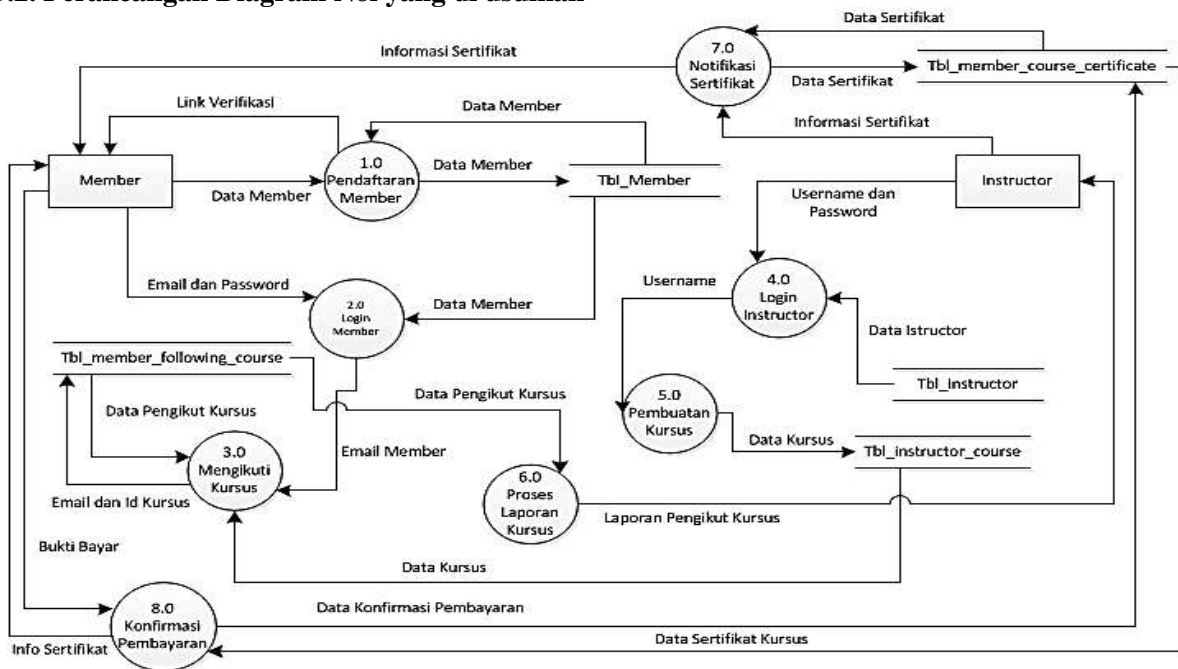 Data Sertifikat
Informasi Sertifikat
7.0
Notifikasi
Sertifikat
Tbl_member_course_certificate
Data Sertifikat
Link Verifikasi
Data Member
Informasi Sertifikat
Member
1.0
Pendaftaran
Member
Data Member
Data Member
Tbl_Member
Instructor
Username dan
Password
Email dan Password
2.0
Login
Member
Data Member
Username
4.0
Login
Instructor
Data Istructor
Tbl_member_following_course
Tbl_instructor
Data Pengikut Kursus
Data Pengikut Kursus
5.0
Pembuatan
Kursus
Data Kursus
Tbl_instructor_course
Email Member
3.0
Mengikuti
Kursus
Email dan Id Kursus
6.0
Proses
Laporan
Kursus
Laporan Pengikut Kursus
Bukti Bayar
Data Kursus
8.0
Konfirmasi
Pembayaran
Data Konfirmasi Pembayaran
Info Sertifikat
Data Sertifikat Kursus